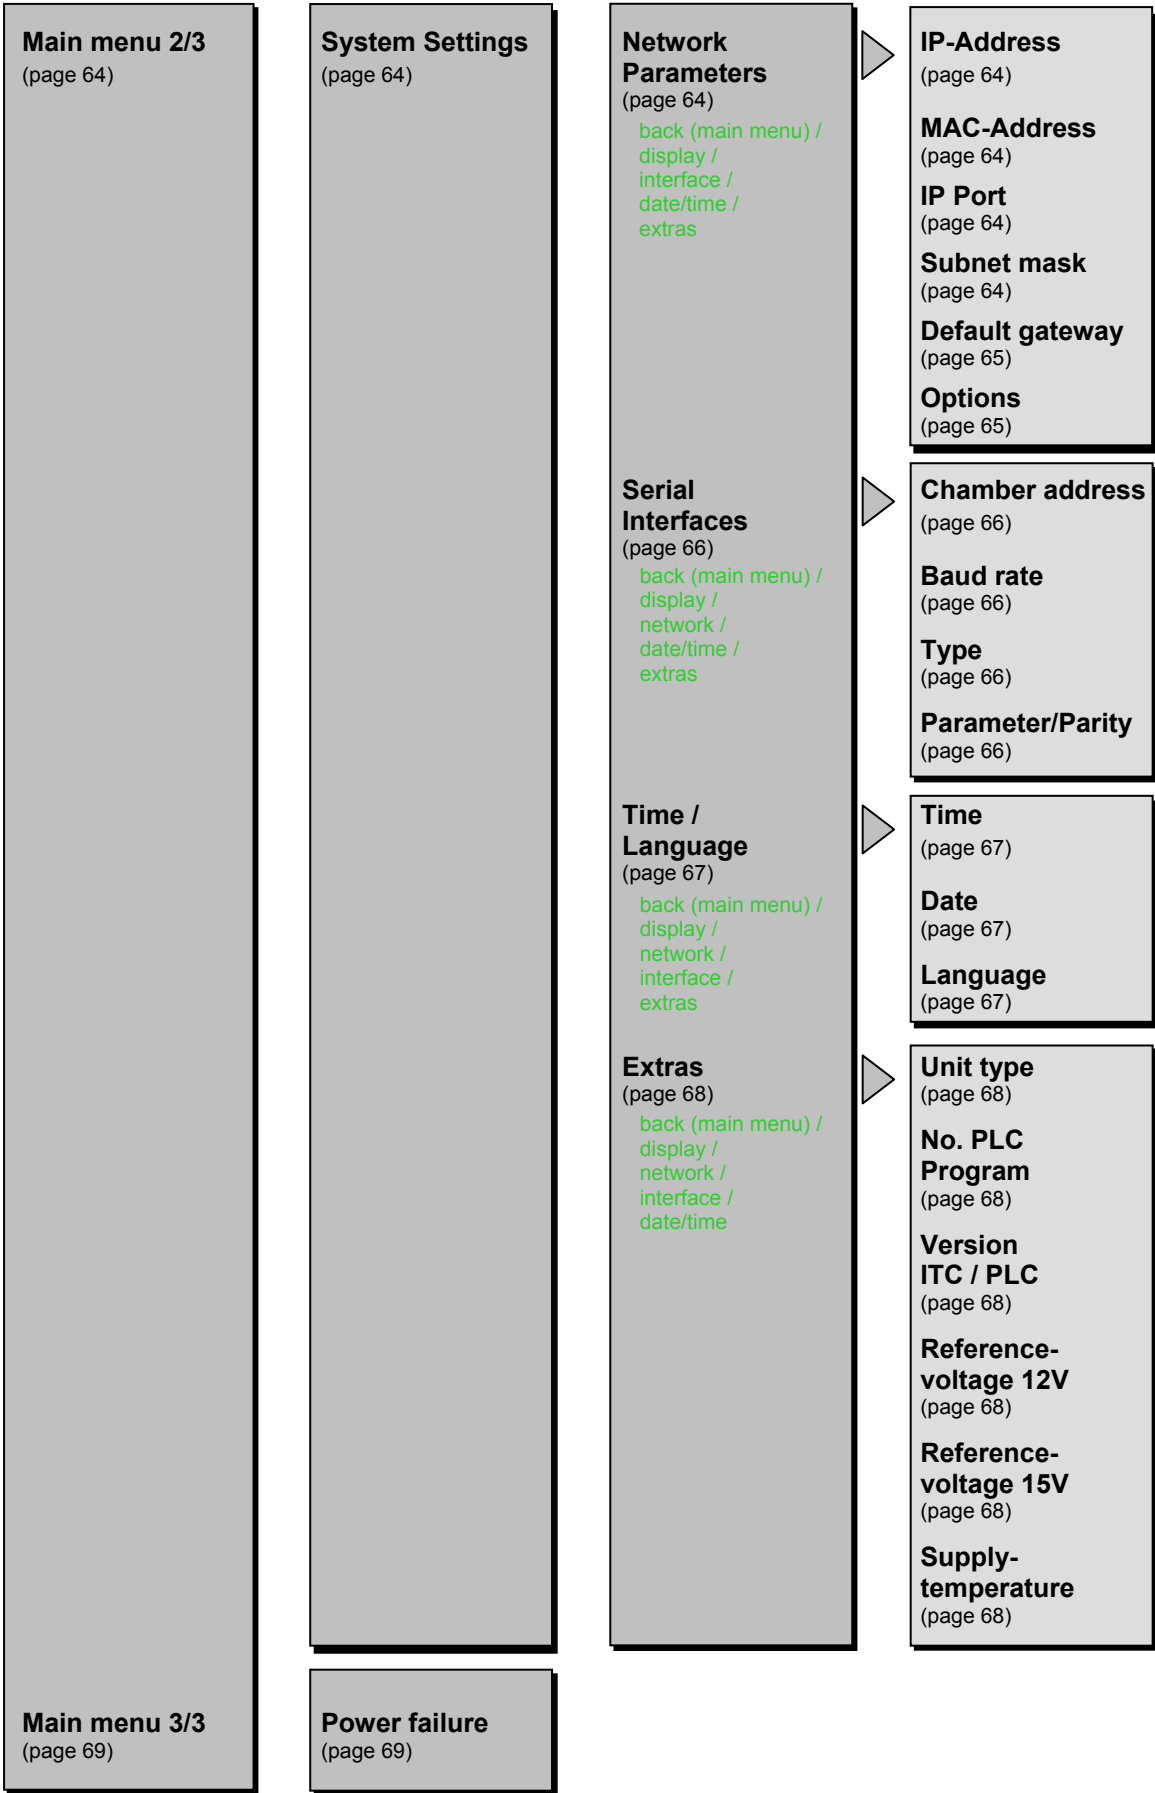 Main menu 2/3
(page 64)
System Settings
(page 64)
Network
Parameters
(page 64)
back (main menu) /
display /
interface /
date/time /
extras
IP-Address
(page 64)
MAC-Address
(page 64)
IP Port
(page 64)
Subnet mask
(page 64)
Default gateway
(page 65)
Options
(page 65)
Serial
Interfaces
(page 66)
back (main menu) /
display /
network /
date/time /
extras
Chamber address
(page 66)
Baud rate
(page 66)
Type
(page 66)
Parameter/Parity
(page 66)
Time /
Language
(page 67)
back (main menu) /
display /
network /
interface /
extras
Time
(page 67)
Date
(page 67)
Language
(page 67)
Extras
(page 68)
back (main menu) /
display /
network /
interface /
date/time
Unit type
(page 68)
No. PLC
Program
(page 68)
Version
ITC / PLC
(page 68)
Reference-
voltage 12V
(page 68)
Reference-
voltage 15V
(page 68)
Supply-
temperature
(page 68)
Main menu 3/3
(page 69)
Power failure
(page 69)